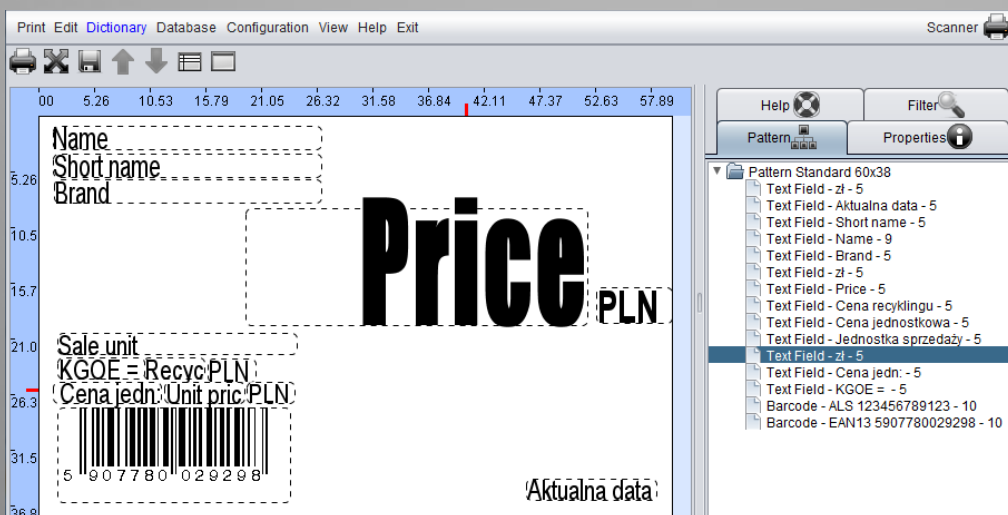 Print Edit Dictionary Database Configuration View Help Exit Scanner
00 5.26 10.53 15.79 21.05 26.32 31.58 36.84 42.11 47.37 52.63 57.89
Help Filter
Pattern Properties
Name
Short name
5.26
Brand
Price
10.5
15.7
PLN
21.0
Sale unit
KGOE = Recyc PLN
Cena jedn: Unit pric PLN
26.3
31.5
5 907780 029298
Aktualna data
36.8
Pattern Standard 60x38
Text Field - zł - 5
Text Field - Aktualna data - 5
Text Field - Short name - 5
Text Field - Name - 9
Text Field - Brand - 5
Text Field - zł - 5
Text Field - Price - 5
Text Field - Cena recyklingu - 5
Text Field - Cena jednostkowa - 5
Text Field - Jednostka sprzedaży - 5
Text Field - zł - 5
Text Field - Cena jedn: - 5
Text Field - KGOE = - 5
Barcode - ALS 123456789123 - 10
Barcode - EAN13 5907780029298 - 10